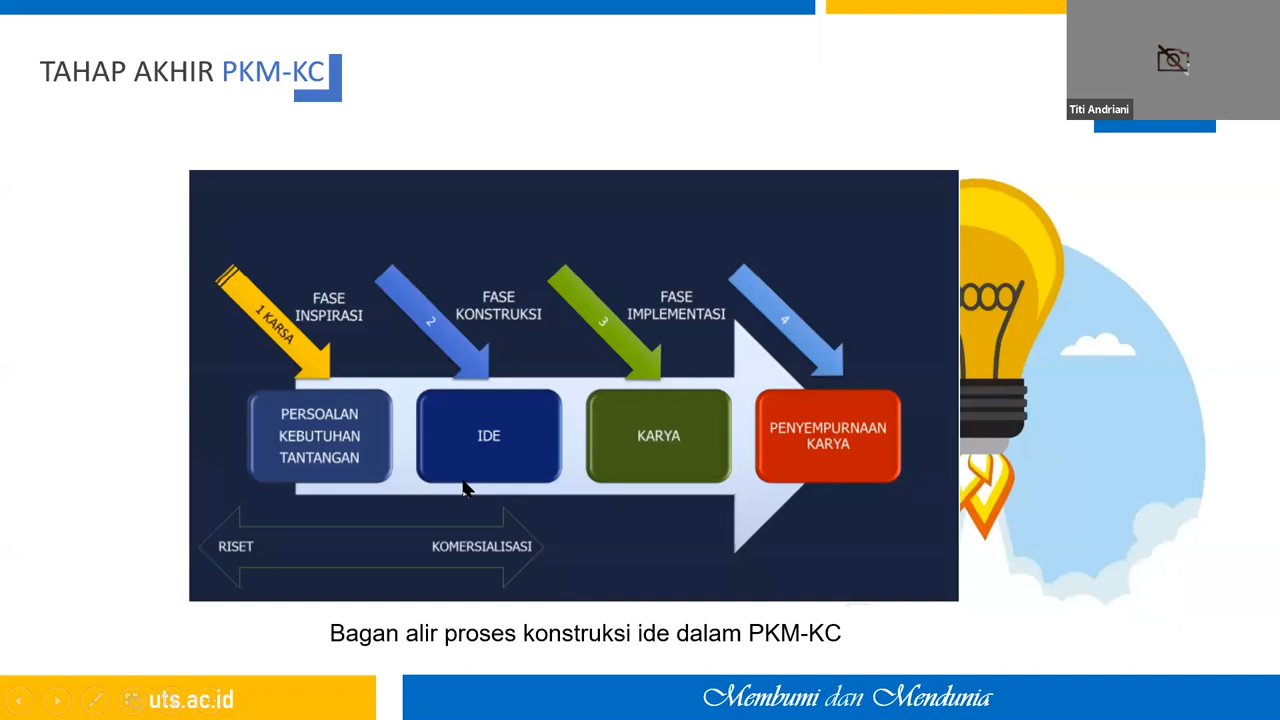 TAHAP AKHIR PKM-KC
Titi Andriani
1 KARSA
FASE
INSPIRASI
2
FASE
KONSTRUKSI
3
FASE
IMPLEMENTASI
4
PERSOALAN
KEBUTUHAN
TANTANGAN
IDE
KARYA
PENYEMPURNAAN
KARYA
RISET
KOMERSIALISASI
Bagan alir proses konstruksi ide dalam PKM-KC
uts.ac.id
Membumi dan Mendunia